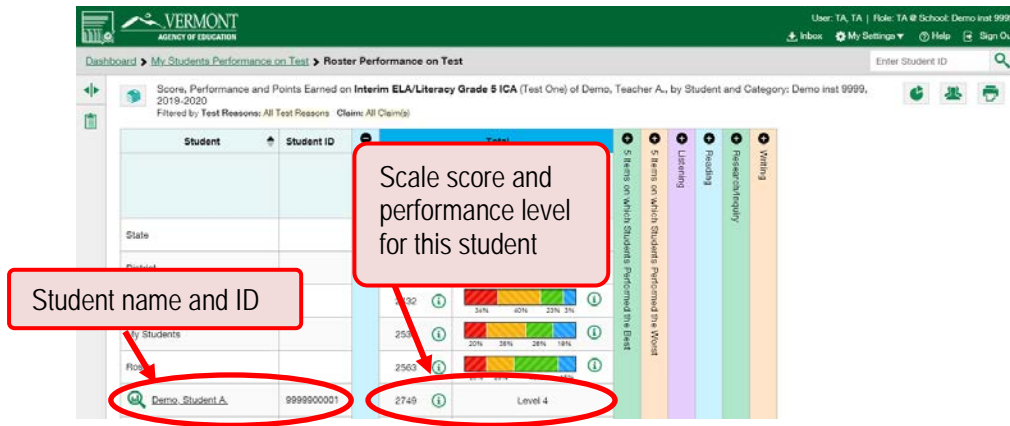 VERMONT
AGENCY OF EDUCATION
User: TA, TA | Role: TA @ School: Demo inst 999
Inbox My Settings Help Sign Ou
Dashboard > My Students Performance on Test > Roster Performance on Test
Enter Student ID
Score, Performance and Points Earned on Interim ELA/Literacy Grade 5 ICA (Test One) of Demo, Teacher A., by Student and Category: Demo inst 9999,
2019-2020
Filtered by Test Reasons: All Test Reasons Claim: All Claim(s)
Student Student ID
5 Items on which Students Performed the Best
5 Items on which Students Performed the Worst
Listening
Reading
Research/Inquiry
Writing
Scale score and
performance level
for this student
State
Student name and ID
34% 40% 23% 3%
My Students
20% 36% 26% 19%
2563
Demo, Student A. 9999900001 2749 Level 4